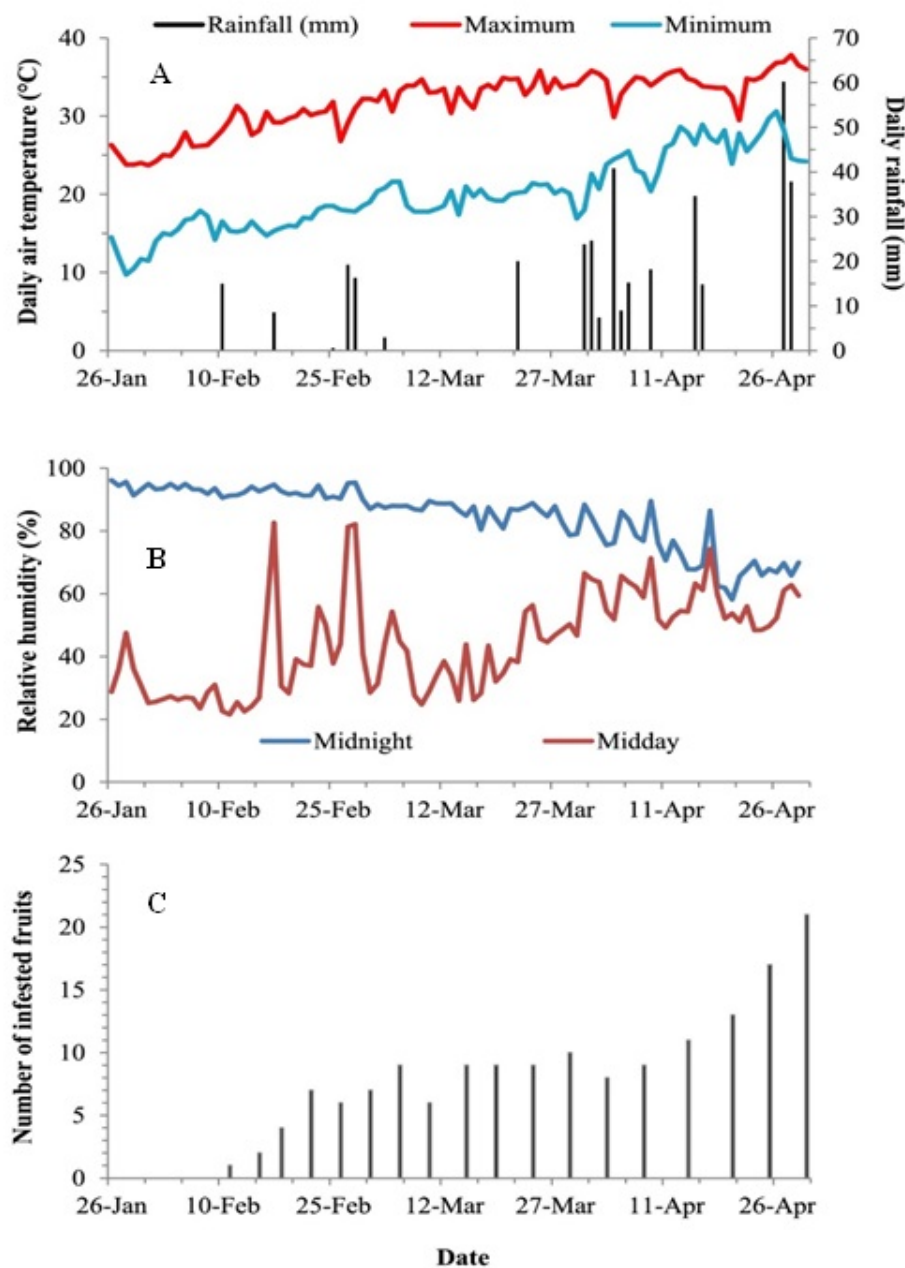 Rainfall (mm) Maximum Minimum
A
Daily air temperature (°C)
40
30
20
10
0
Daily rainfall (mm)
70
60
50
40
30
20
10
0
26-Jan 10-Feb 25-Feb 12-Mar 27-Mar 11-Apr 26-Apr
B
Relative humidity (%)
100
80
60
40
20
0
Midnight Midday
26-Jan 10-Feb 25-Feb 12-Mar 27-Mar 11-Apr 26-Apr
C
Number of infested fruits
25
20
15
10
5
0
26-Jan 10-Feb 25-Feb 12-Mar 27-Mar 11-Apr 26-Apr
Date